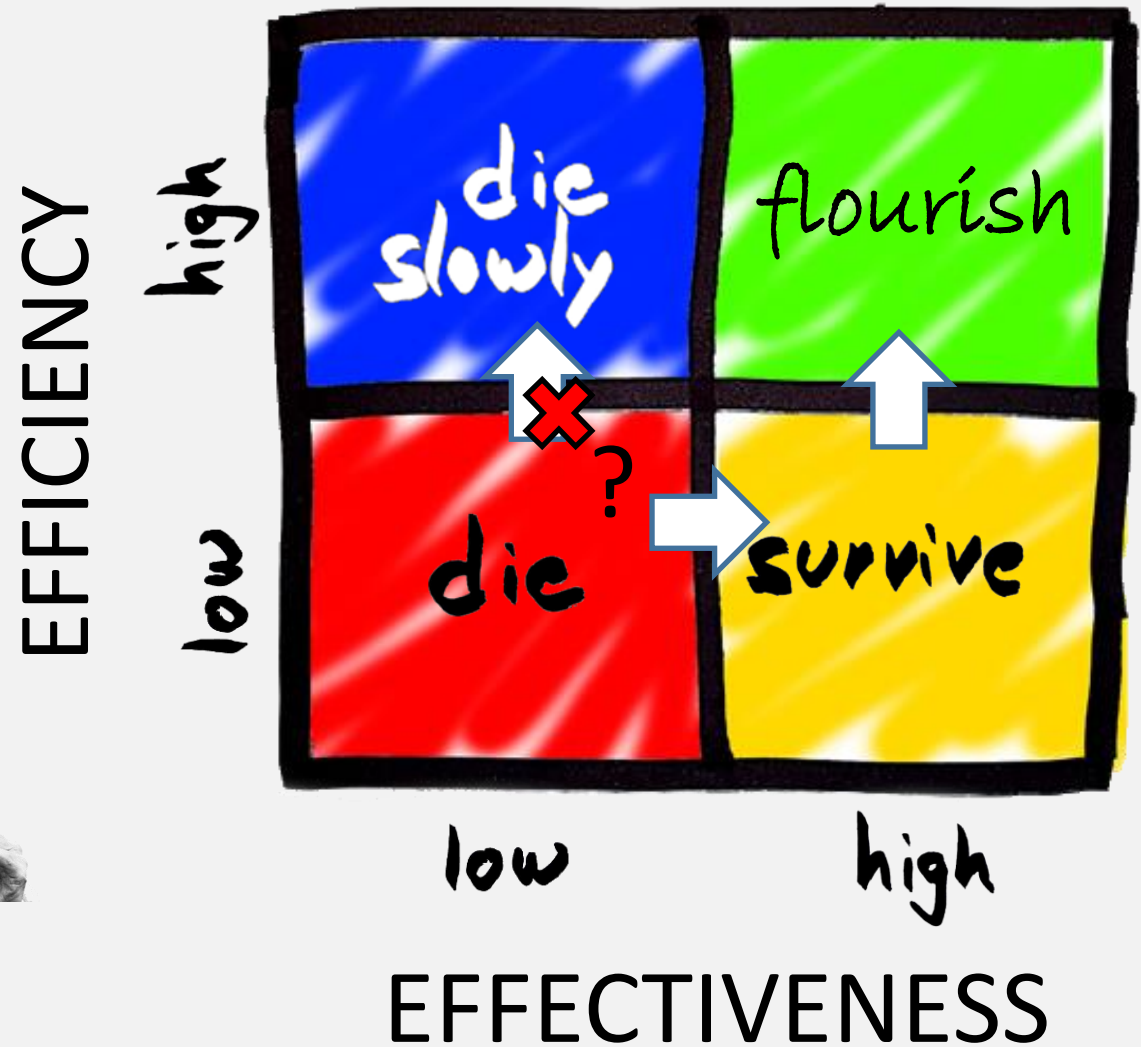 EFFICIENCY
high
low
die
slowly
flourish
?
die
survive
low
high
EFFECTIVENESS